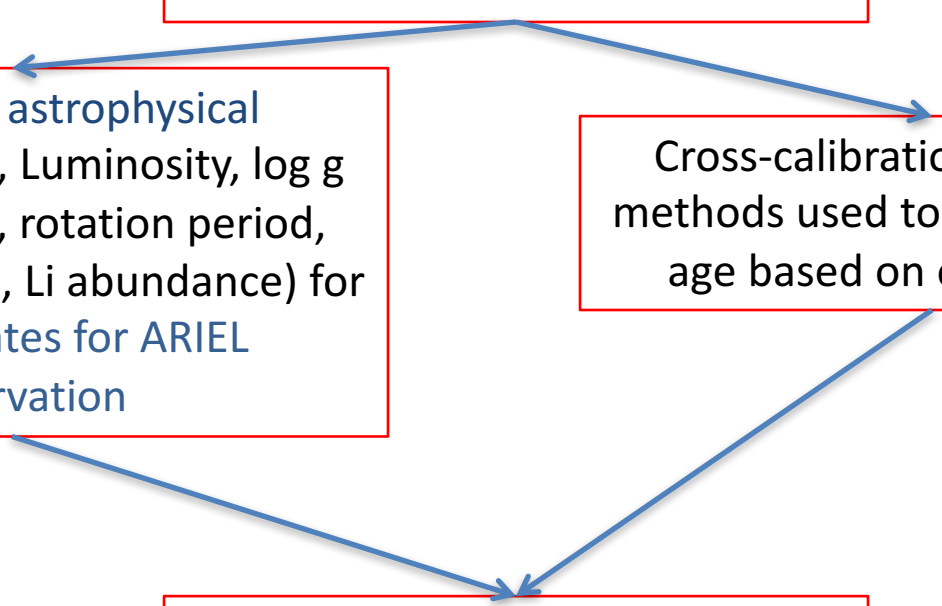 astrophysical
, Luminosity, log g
, rotation period,
, Li abundance) for
tes for ARIEL
rvation
Cross-calibratio
methods used to
age based on